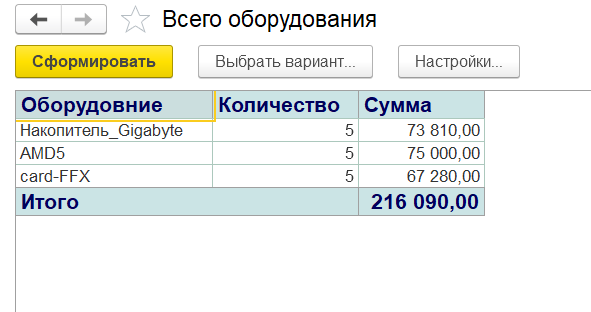 Всего оборудования
Сформировать Выбрать вариант... Настройки...
Оборудовние Количество Сумма
Накопитель_Gigabyte 5 73 810,00
AMD5 5 75 000,00
card-FFX 5 67 280,00
Итого 216 090,00